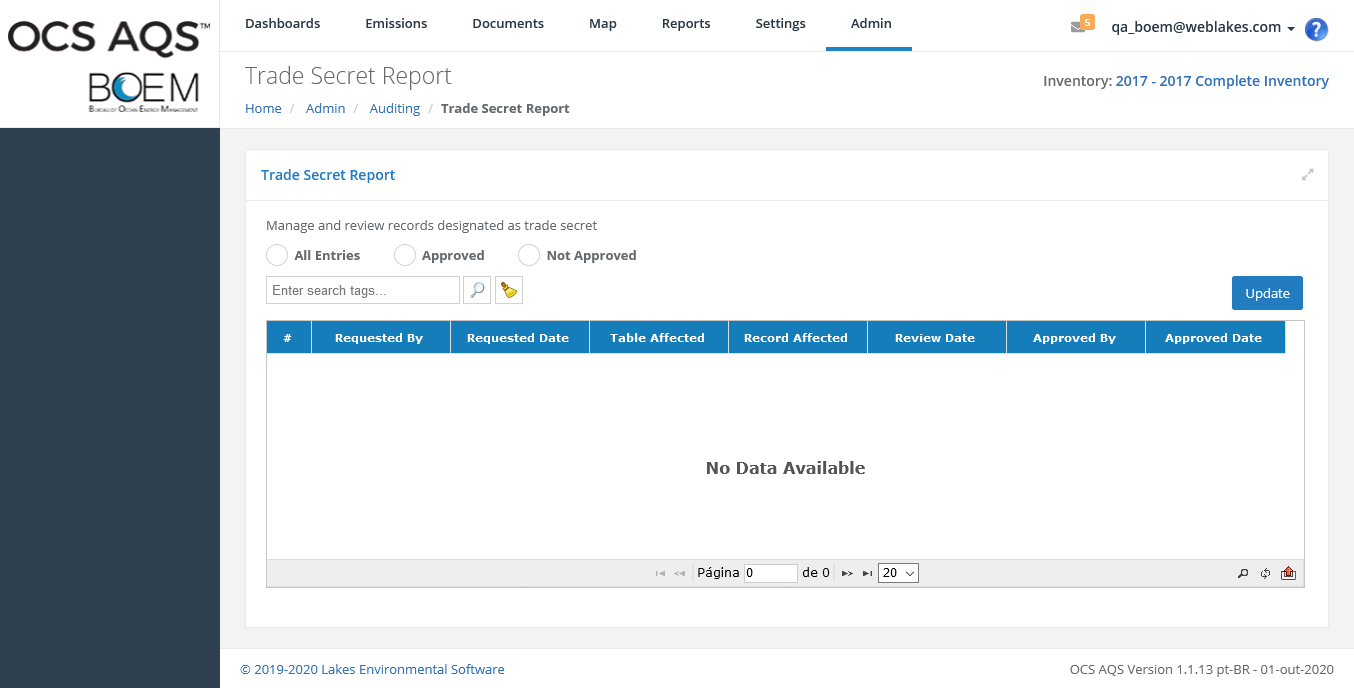 OCS AQS™
BOEM
BUREAU OF OCEAN ENERGY MANAGEMENT
Dashboards Emissions Documents Map Reports Settings Admin 5 qa_boem@weblakes.com ?
Trade Secret Report
Inventory: 2017 - 2017 Complete Inventory
Home / Admin / Auditing / Trade Secret Report
Trade Secret Report
Manage and review records designated as trade secret
All Entries Approved Not Approved
Enter search tags...
Update
# Requested By Requested Date Table Affected Record Affected Review Date Approved By Approved Date
No Data Available
Página 0 de 0 20
© 2019-2020 Lakes Environmental Software
OCS AQS Version 1.1.13 pt-BR - 01-out-2020